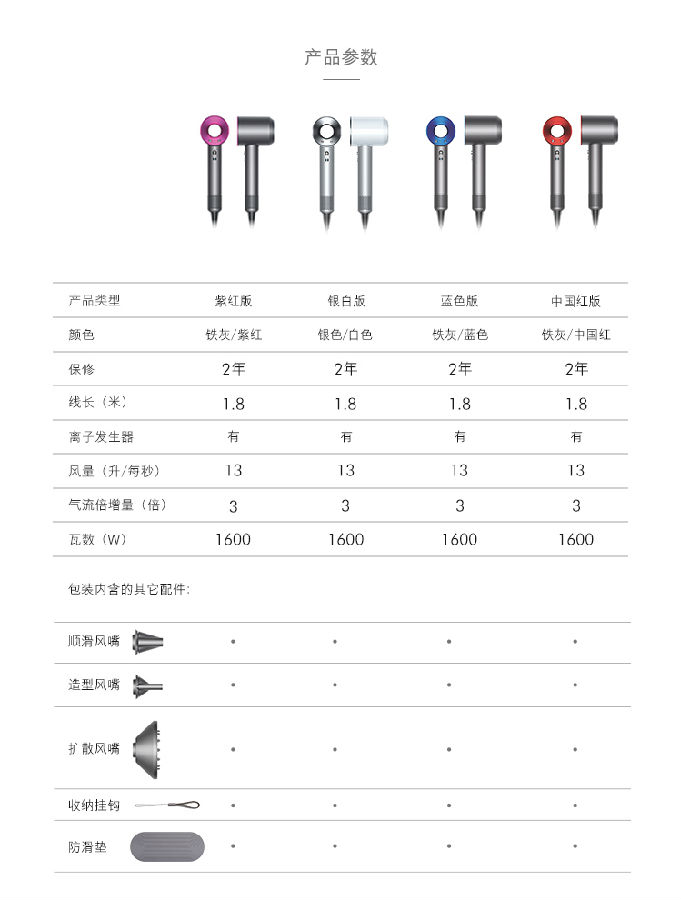 产品参数
产品类型 紫红版 银白版 蓝色版 中国红版
颜色 铁灰/紫红 银色/白色 铁灰/蓝色 铁灰/中国红
保修 2年 2年 2年 2年
线长（米） 1.8 1.8 1.8 1.8
离子发生器 有 有 有 有
风量（升/每秒） 13 13 13 13
气流倍增量（倍） 3 3 3 3
瓦数（W） 1600 1600 1600 1600
包装内含的其它配件:
顺滑风嘴 • • • •
造型风嘴 • • • •
扩散风嘴 • • • •
收纳挂钩 • • • •
防滑垫 • • • •